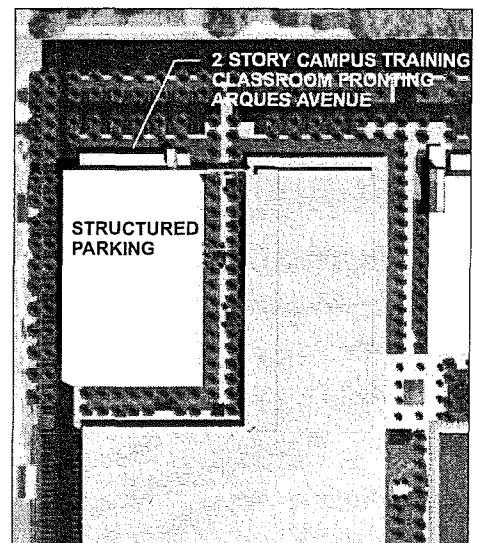 2 STORY CAMPUS TRAINING
CLASSROOM FRONTING
ARQUES AVENUE
STRUCTURED
PARKING